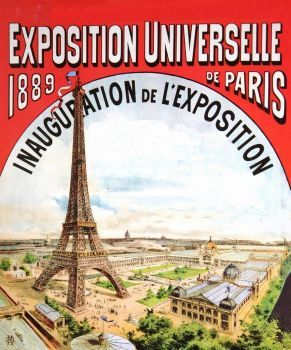 EXPOSITION UNIVERSELLE
1889 DE PARIS
INAUGURATION DE L'EXPOSITION